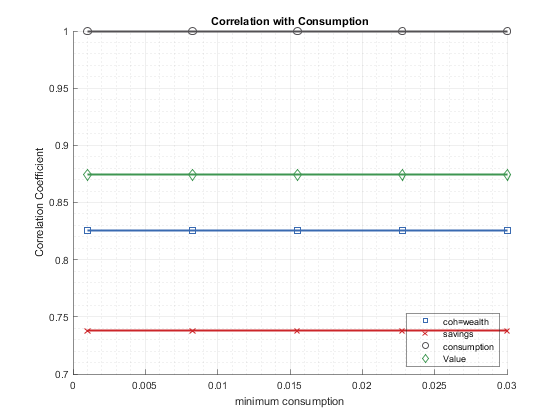 Correlation with Consumption
1
0.95
0.9
0.85
0.8
0.75
0.7
Correlation Coefficient
0
0.005
0.01
0.015
0.02
0.025
0.03
minimum consumption
coh=wealth
savings
consumption
Value